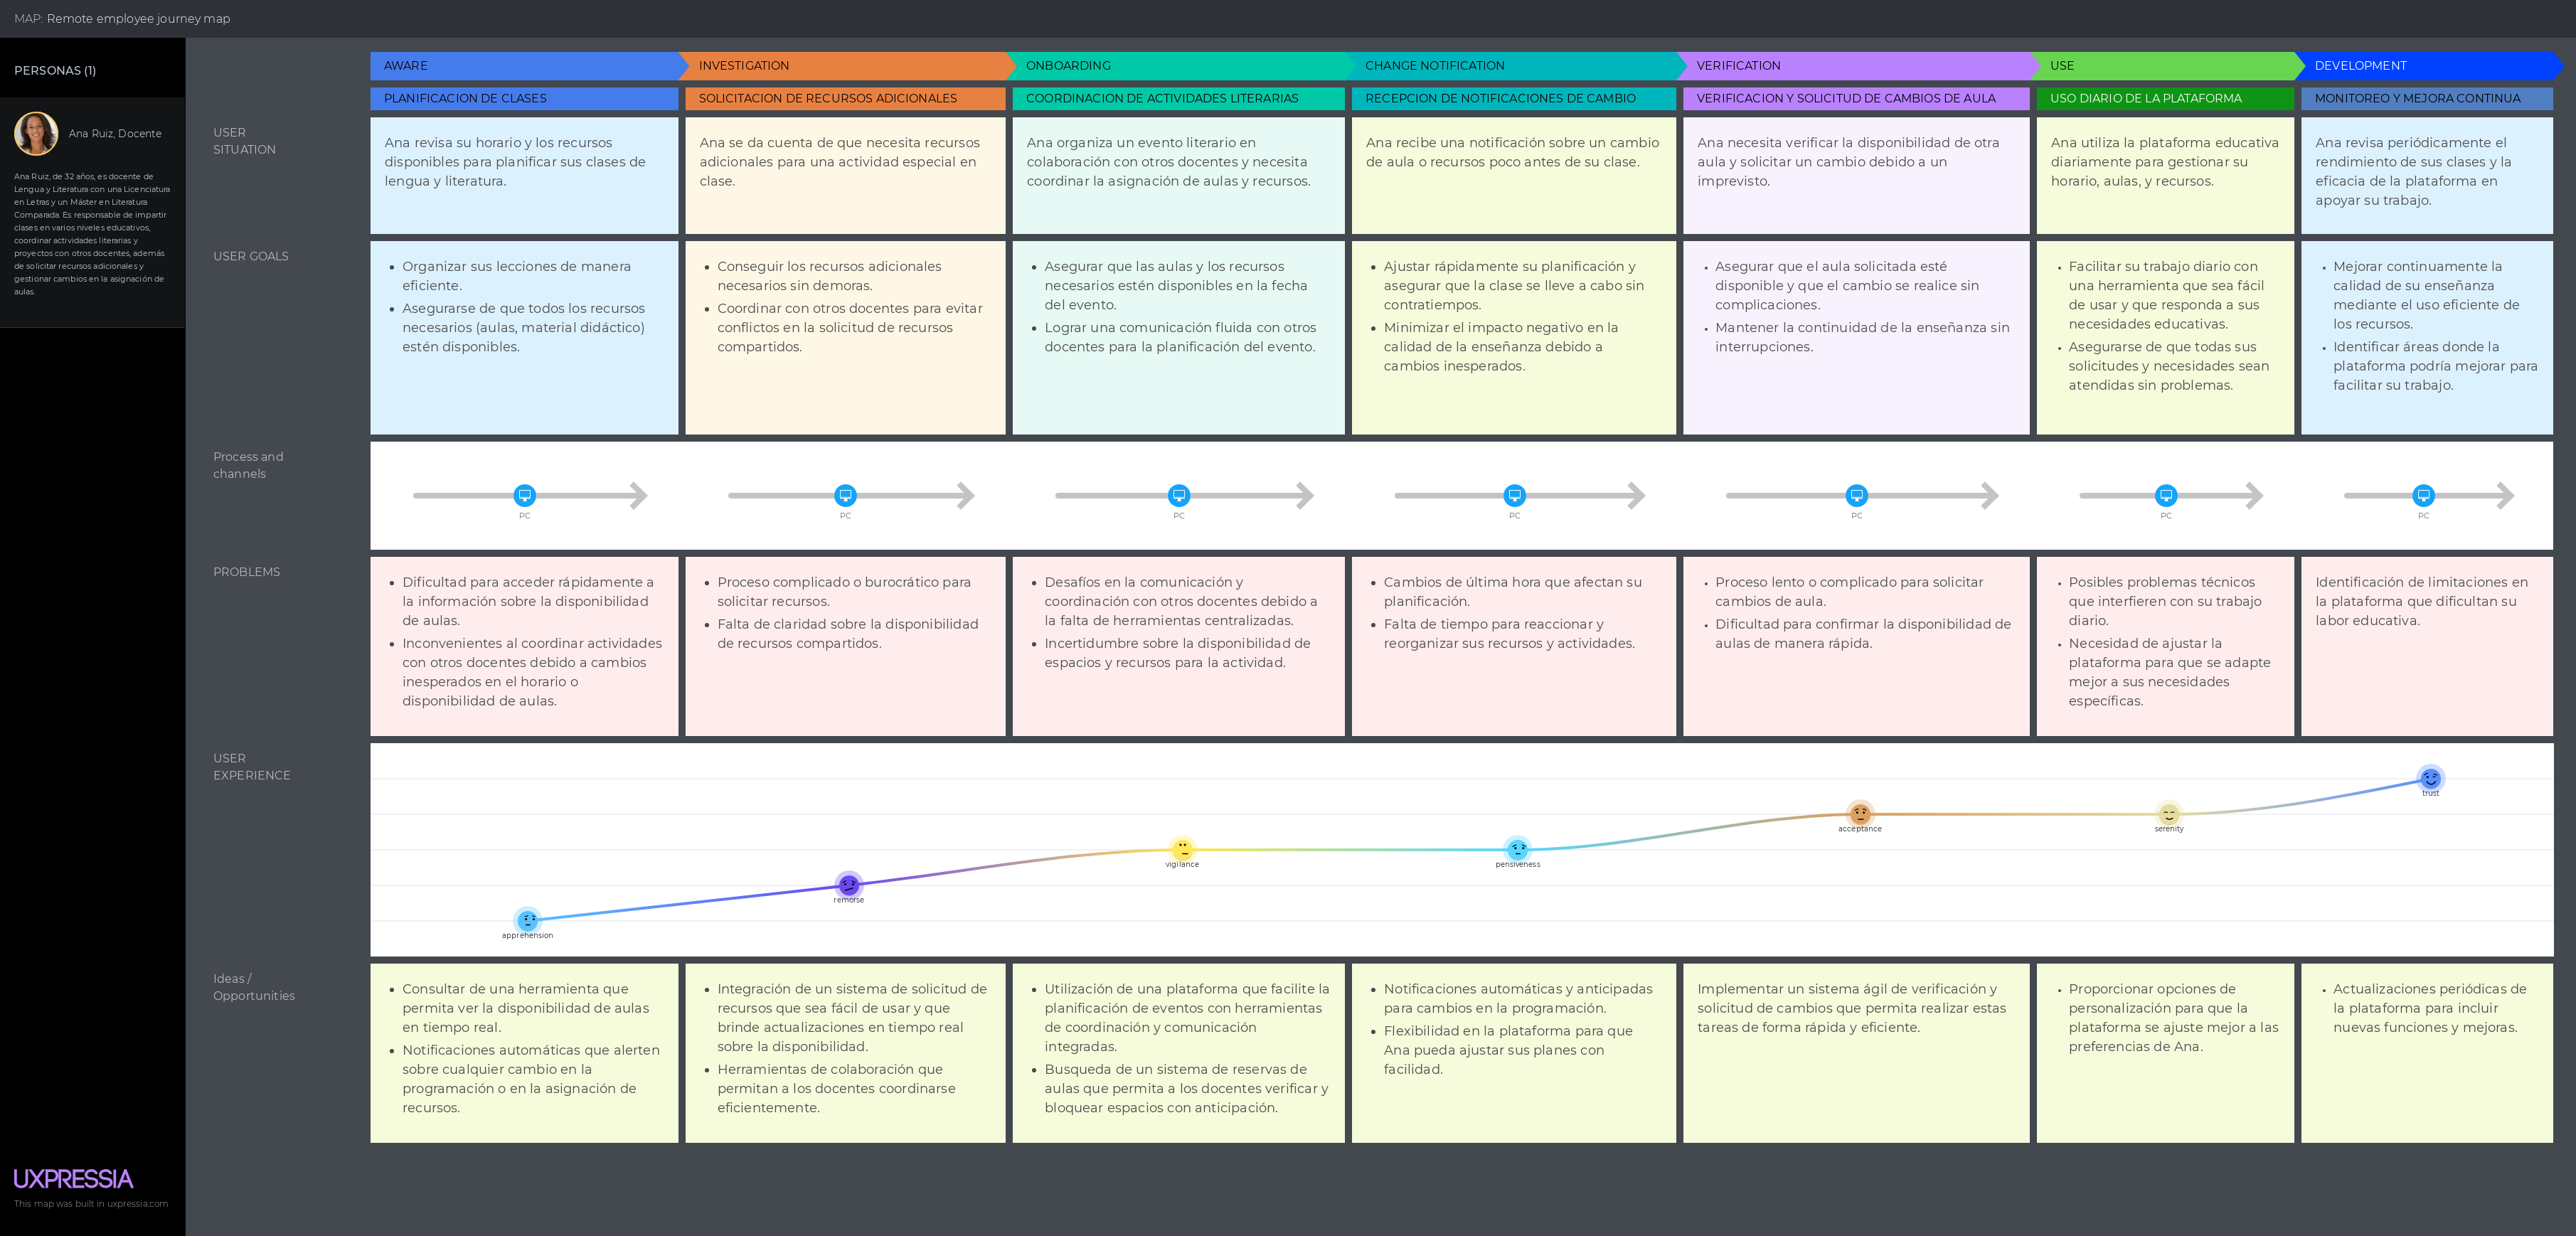 MAP: Remote employee journey map
PERSONAS (1)
Ana Ruiz, Docente
Ana Ruiz, de 32 años, es docente de
Lengua y Literatura con una Licenciatura
en Letras y un Máster en Literatura
Comparada. Es responsable de impartir
clases en varios niveles educativos,
coordinar actividades literarias y
proyectos con otros docentes, además
de solicitar recursos adicionales y
gestionar cambios en la asignación de
aulas.
AWARE
INVESTIGATION
ONBOARDING
CHANGE NOTIFICATION
VERIFICATION
USE
DEVELOPMENT
PLANIFICACION DE CLASES
SOLICITACION DE RECURSOS ADICIONALES
COORDINACION DE ACTIVIDADES LITERARIAS
RECEPCION DE NOTIFICACIONES DE CAMBIO
VERIFICACION Y SOLICITUD DE CAMBIOS DE AULA
USO DIARIO DE LA PLATAFORMA
MONITOREO Y MEJORA CONTINUA
USER
SITUATION
Ana revisa su horario y los recursos
disponibles para planificar sus clases de
lengua y literatura.
Ana se da cuenta de que necesita recursos
adicionales para una actividad especial en
clase.
Ana organiza un evento literario en
colaboración con otros docentes y necesita
coordinar la asignación de aulas y recursos.
Ana recibe una notificación sobre un cambio
de aula o recursos poco antes de su clase.
Ana necesita verificar la disponibilidad de otra
aula y solicitar un cambio debido a un
imprevisto.
Ana utiliza la plataforma educativa
diariamente para gestionar su
horario, aulas, y recursos.
Ana revisa periódicamente el
rendimiento de sus clases y la
eficacia de la plataforma en
apoyar su trabajo.
USER GOALS
• Organizar sus lecciones de manera
eficiente.
• Asegurarse de que todos los recursos
necesarios (aulas, material didáctico)
estén disponibles.
• Conseguir los recursos adicionales
necesarios sin demoras.
• Coordinar con otros docentes para evitar
conflictos en la solicitud de recursos
compartidos.
• Asegurar que las aulas y los recursos
necesarios estén disponibles en la fecha
del evento.
• Lograr una comunicación fluida con otros
docentes para la planificación del evento.
• Ajustar rápidamente su planificación y
asegurar que la clase se lleve a cabo sin
contratiempos.
• Minimizar el impacto negativo en la
calidad de la enseñanza debido a
cambios inesperados.
• Asegurar que el aula solicitada esté
disponible y que el cambio se realice sin
complicaciones.
• Mantener la continuidad de la enseñanza sin
interrupciones.
• Facilitar su trabajo diario con
una herramienta que sea fácil
de usar y que responda a sus
necesidades educativas.
• Asegurarse de que todas sus
solicitudes y necesidades sean
atendidas sin problemas.
• Mejorar continuamente la
calidad de su enseñanza
mediante el uso eficiente de
los recursos.
• Identificar áreas donde la
plataforma podría mejorar para
facilitar su trabajo.
Process and
channels
PC
PC
PC
PC
PC
PC
PC
PROBLEMS
• Dificultad para acceder rápidamente a
la información sobre la disponibilidad
de aulas.
• Inconvenientes al coordinar actividades
con otros docentes debido a cambios
inesperados en el horario o
disponibilidad de aulas.
• Proceso complicado o burocrático para
solicitar recursos.
• Falta de claridad sobre la disponibilidad
de recursos compartidos.
• Desafíos en la comunicación y
coordinación con otros docentes debido a
la falta de herramientas centralizadas.
• Incertidumbre sobre la disponibilidad de
espacios y recursos para la actividad.
• Cambios de última hora que afectan su
planificación.
• Falta de tiempo para reaccionar y
reorganizar sus recursos y actividades.
• Proceso lento o complicado para solicitar
cambios de aula.
• Dificultad para confirmar la disponibilidad de
aulas de manera rápida.
• Posibles problemas técnicos
que interfieren con su trabajo
diario.
• Necesidad de ajustar la
plataforma para que se adapte
mejor a sus necesidades
específicas.
Identificación de limitaciones en
la plataforma que dificultan su
labor educativa.
USER
EXPERIENCE
apprehension
remorse
vigilance
pensiveness
acceptance
serenity
trust
Ideas /
Opportunities
• Consultar de una herramienta que
permita ver la disponibilidad de aulas
en tiempo real.
• Notificaciones automáticas que alerten
sobre cualquier cambio en la
programación o en la asignación de
recursos.
• Integración de un sistema de solicitud de
recursos que sea fácil de usar y que
brinde actualizaciones en tiempo real
sobre la disponibilidad.
• Herramientas de colaboración que
permitan a los docentes coordinarse
eficientemente.
• Utilización de una plataforma que facilite la
planificación de eventos con herramientas
de coordinación y comunicación
integradas.
• Busqueda de un sistema de reservas de
aulas que permita a los docentes verificar y
bloquear espacios con anticipación.
• Notificaciones automáticas y anticipadas
para cambios en la programación.
• Flexibilidad en la plataforma para que
Ana pueda ajustar sus planes con
facilidad.
Implementar un sistema ágil de verificación y
solicitud de cambios que permita realizar estas
tareas de forma rápida y eficiente.
• Proporcionar opciones de
personalización para que la
plataforma se ajuste mejor a las
preferencias de Ana.
• Actualizaciones periódicas de
la plataforma para incluir
nuevas funciones y mejoras.
UXPRESSIA
This map was built in uxpressia.com